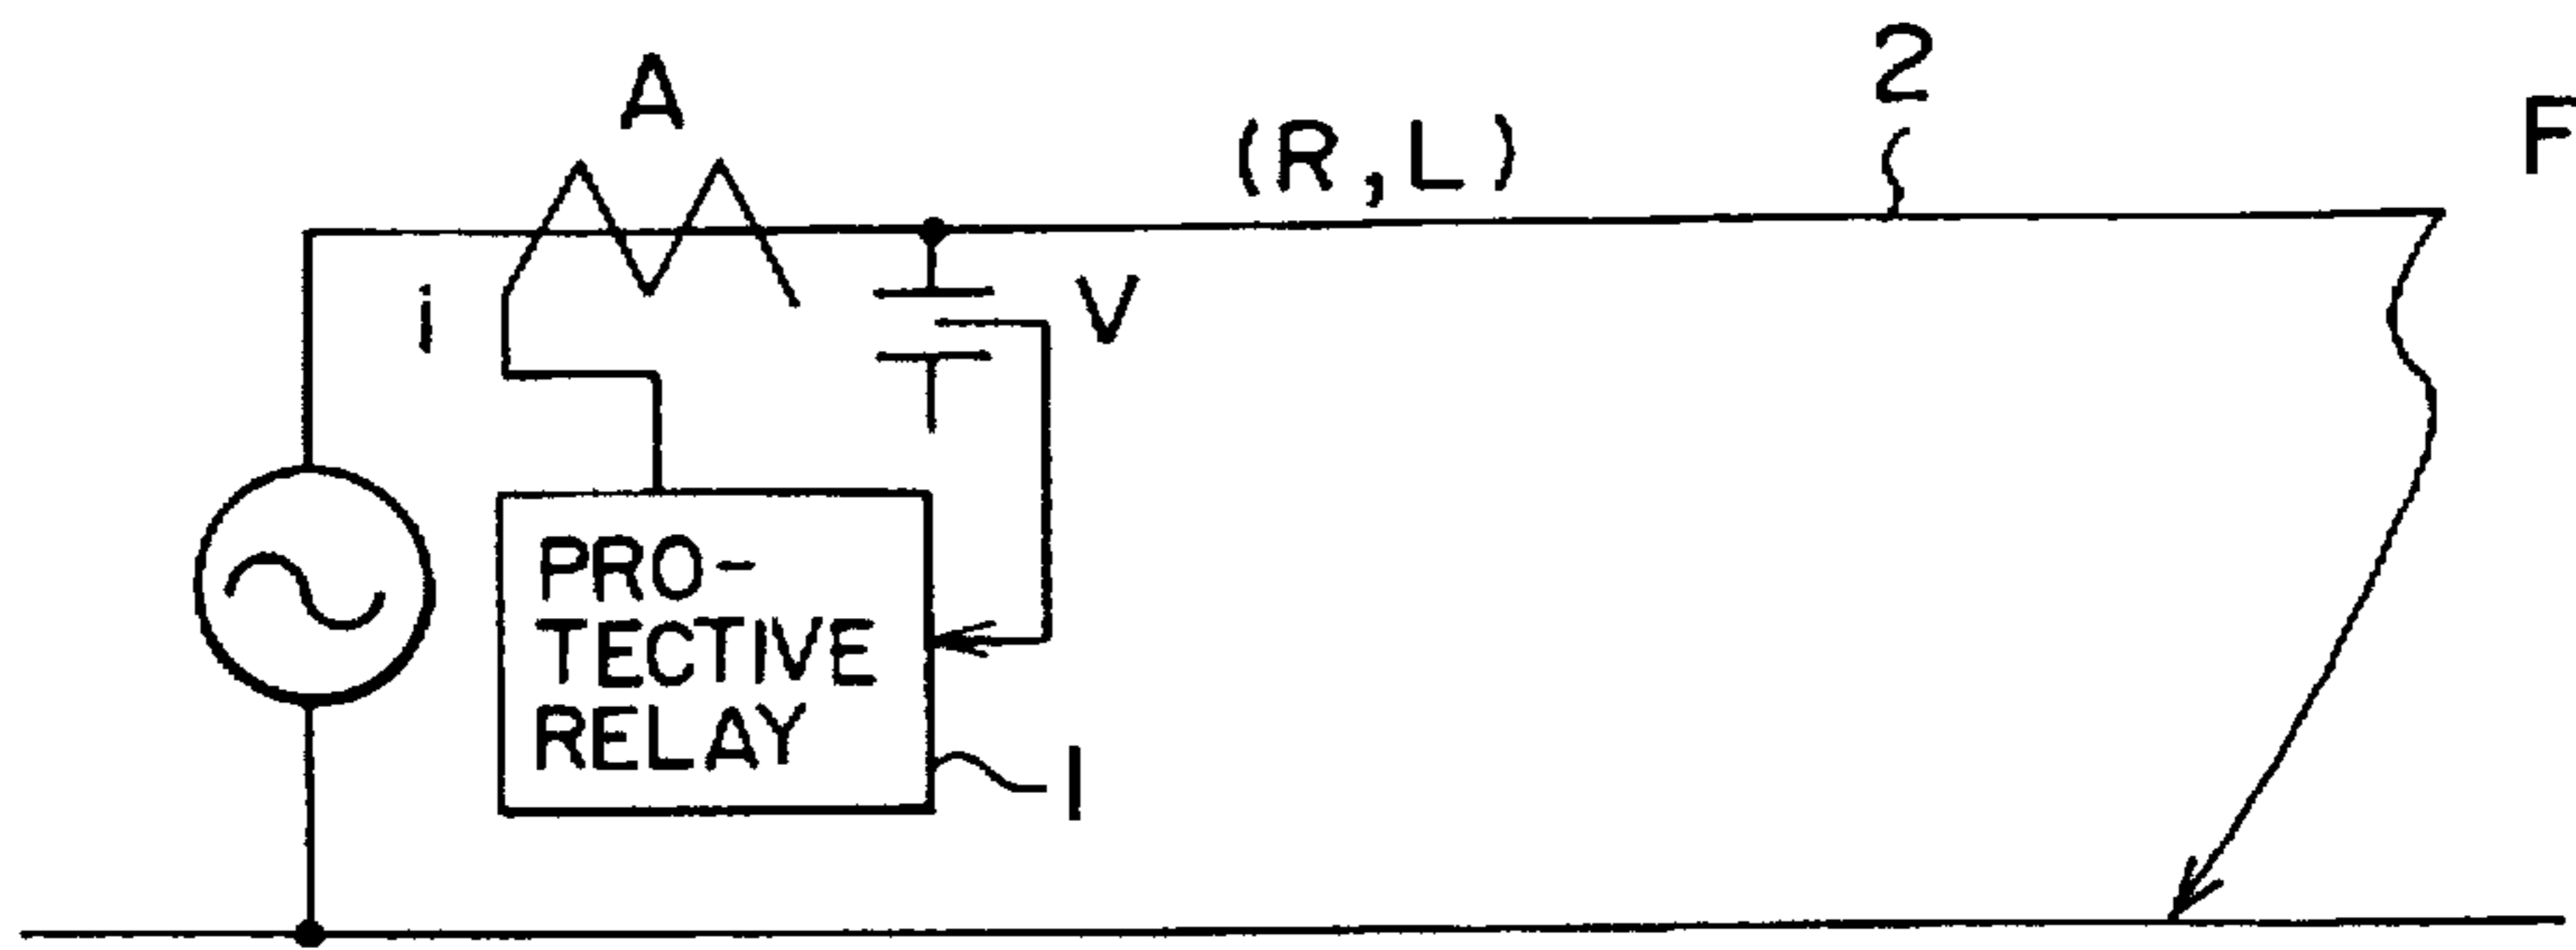 A
2
(R,L)
F
i
V
PRO-
TECTIVE
RELAY
1